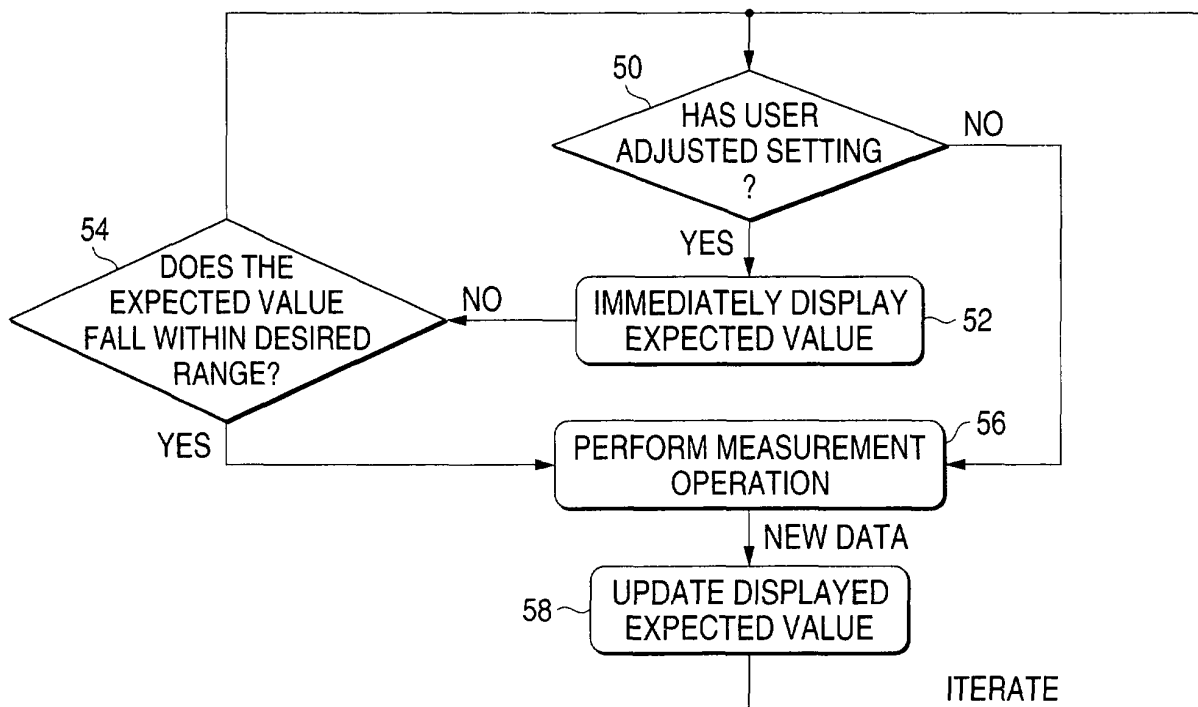 50
HAS USER
ADJUSTED SETTING
?
NO
YES
54
DOES THE
EXPECTED VALUE
FALL WITHIN DESIRED
RANGE?
NO
IMMEDIATELY DISPLAY
EXPECTED VALUE
52
YES
PERFORM MEASUREMENT
OPERATION
56
NEW DATA
58
UPDATE DISPLAYED
EXPECTED VALUE
ITERATE